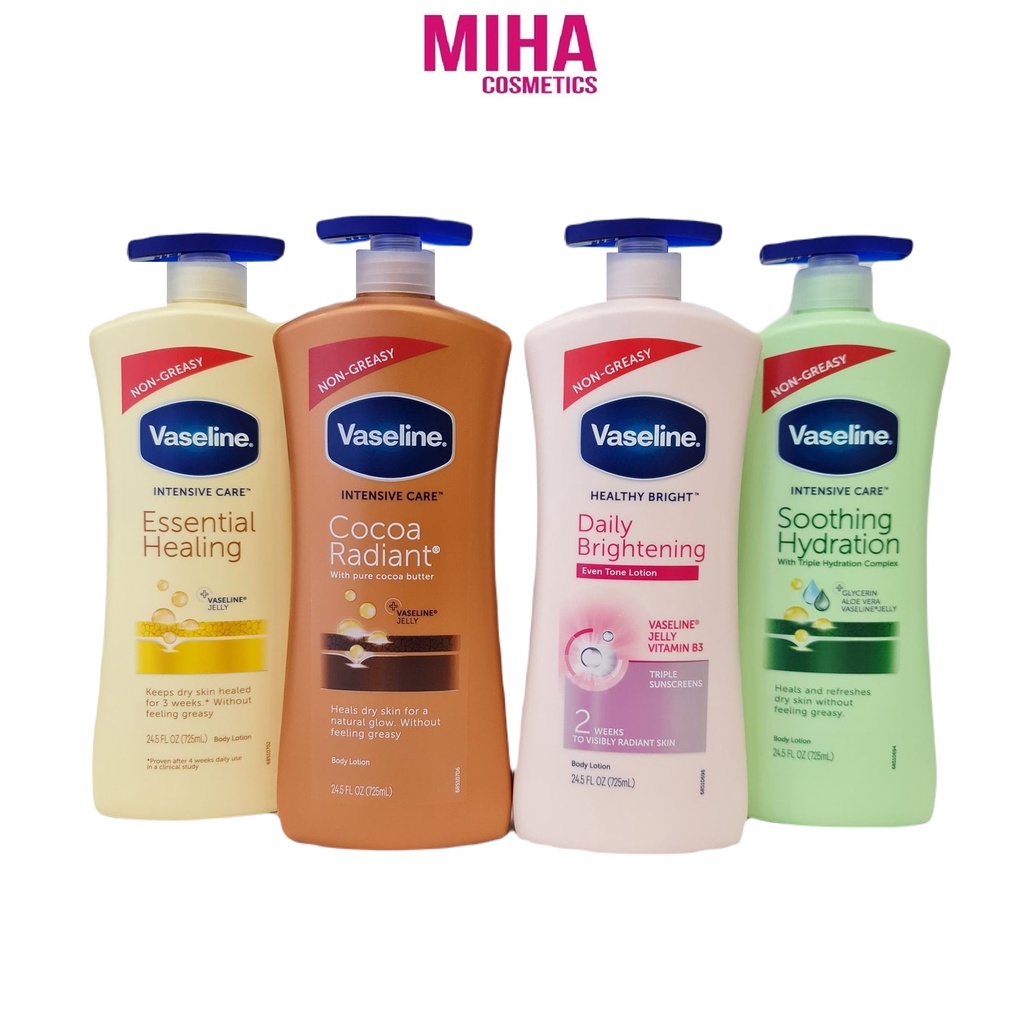 MIHA
COSMETICS
NON-GREASY
Vaseline®
INTENSIVE CARE™
Essential
Healing
VASELINE®
JELLY
Keeps dry skin healed
for 3 weeks.* Without
feeling greasy
24.5 FL OZ (725mL) Body Lotion
*Proven after 4 weeks daily use
in a clinical study
NON-GREASY
Vaseline®
INTENSIVE CARE™
Cocoa
Radiant®
With pure cocoa butter
VASELINE®
JELLY
Heals dry skin for a
natural glow. Without
feeling greasy
Body Lotion
24.5 FL OZ (725mL)
NON-GREASY
Vaseline®
HEALTHY BRIGHT™
Daily
Brightening
Even Tone Lotion
VASELINE®
JELLY
VITAMIN B3
TRIPLE
SUNSCREENS
2 WEEKS
TO VISIBLY RADIANT SKIN
Body Lotion
24.5 FL OZ (725mL)
NON-GREASY
Vaseline®
INTENSIVE CARE™
Soothing
Hydration
With Triple Hydration Complex
GLYCERIN
ALOE VERA
VASELINE®JELLY
Heals and refreshes
dry skin without
feeling greasy.
Body Lotion
24.5 FL OZ (725mL)